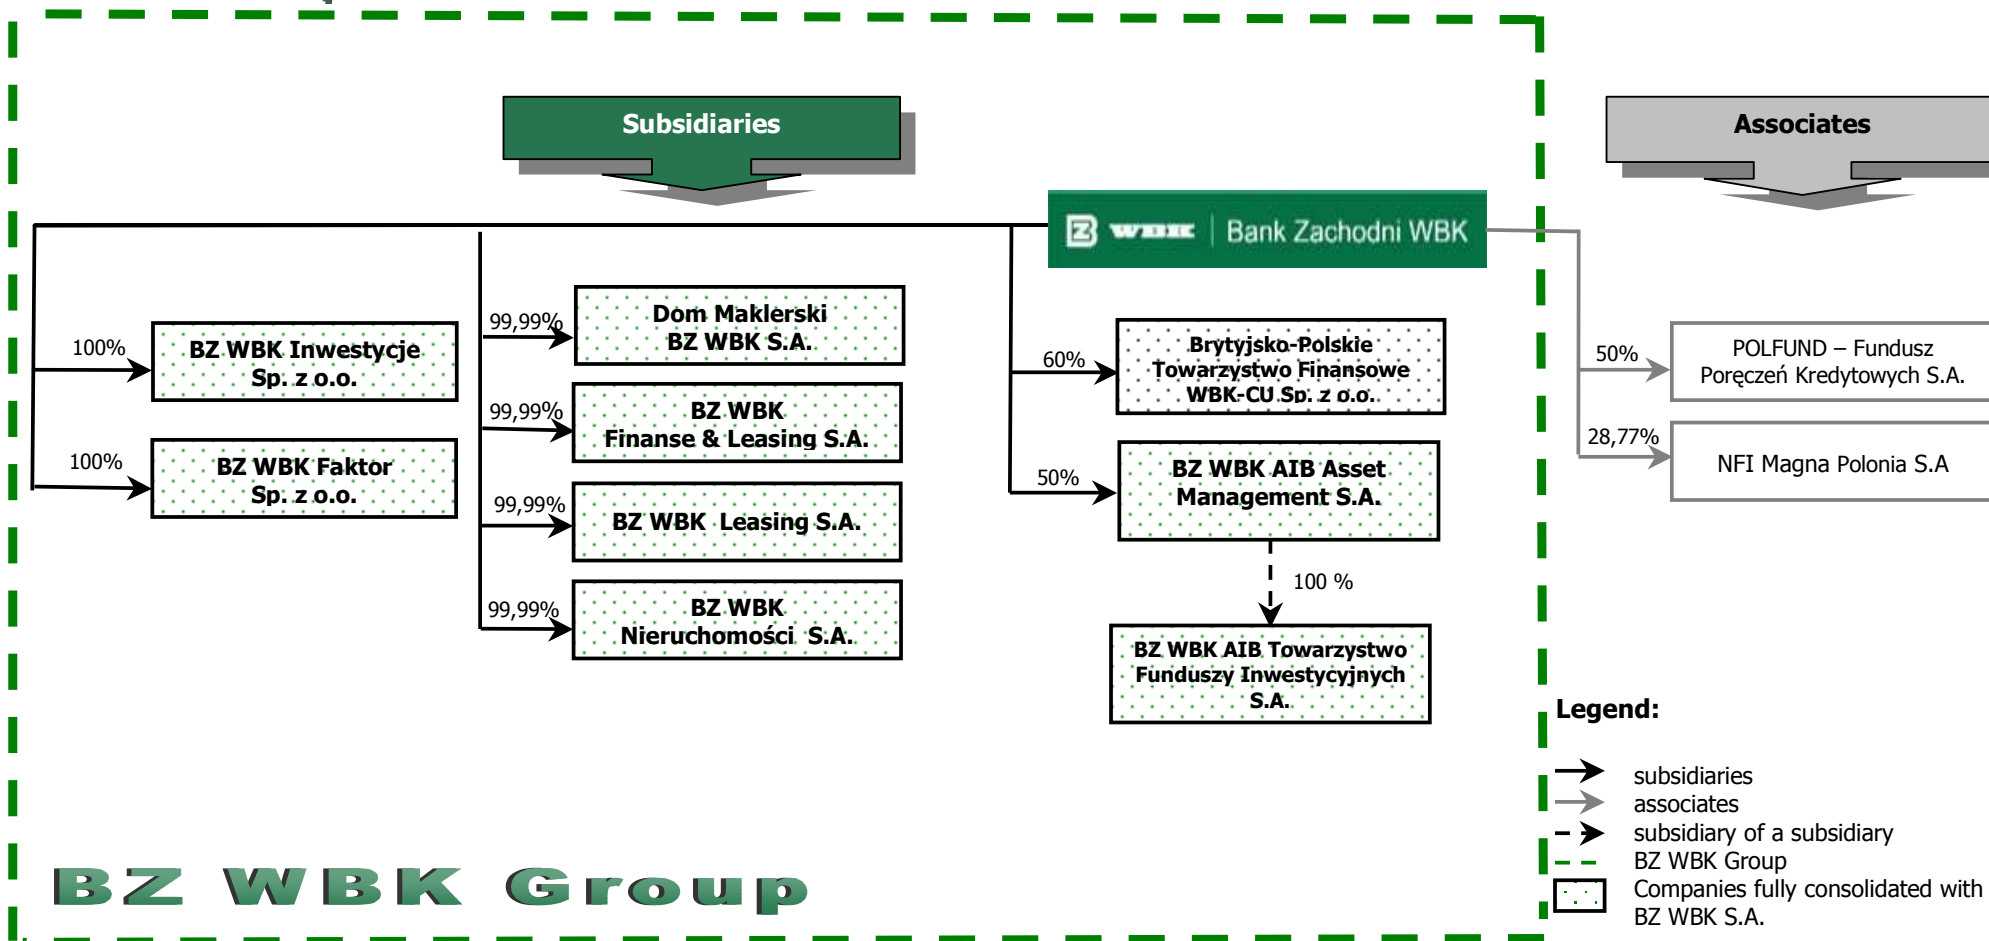 Subsidiaries
Associates
BZ WBK | Bank Zachodni WBK
100%
BZ WBK Inwestycje
Sp. z o.o.
100%
BZ WBK Faktor
Sp. z o.o.
99,99%
Dom Maklerski
BZ WBK S.A.
99,99%
BZ WBK
Finanse & Leasing S.A.
99,99%
BZ WBK Leasing S.A.
99,99%
BZ WBK
Nieruchomości S.A.
60%
Brytyjsko-Polskie
Towarzystwo Finansowe
WBK-CU Sp. z o.o.
50%
BZ WBK AIB Asset
Management S.A.
100 %
BZ WBK AIB Towarzystwo
Funduszy Inwestycyjnych
S.A.
50%
POLFUND – Fundusz
Poręczeń Kredytowych S.A.
28,77%
NFI Magna Polonia S.A
Legend:
subsidiaries
associates
subsidiary of a subsidiary
BZ WBK Group
Companies fully consolidated with
BZ WBK S.A.
BZ WBK Group